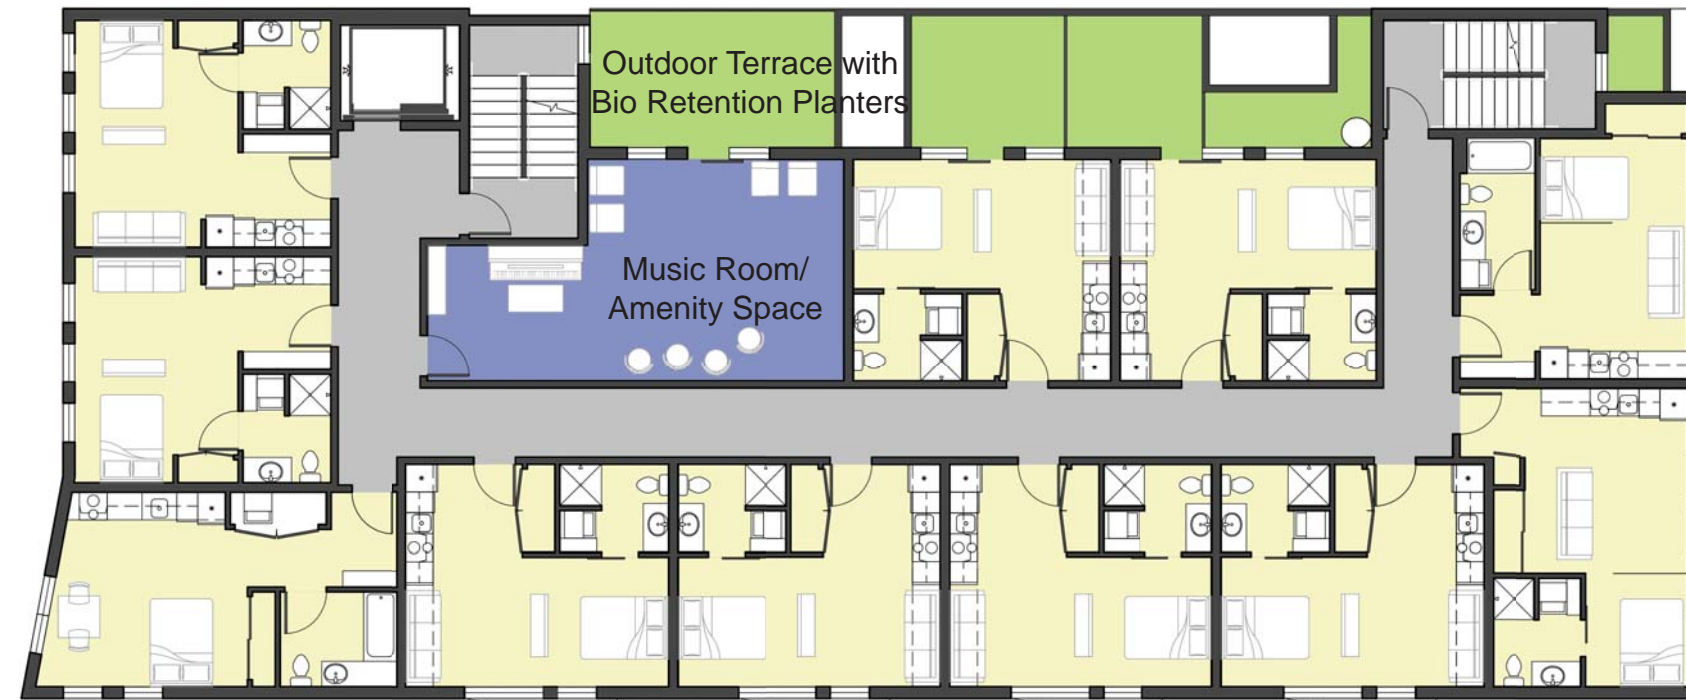 Outdoor Terrace with
Bio Retention Planters
Music Room/
Amenity Space